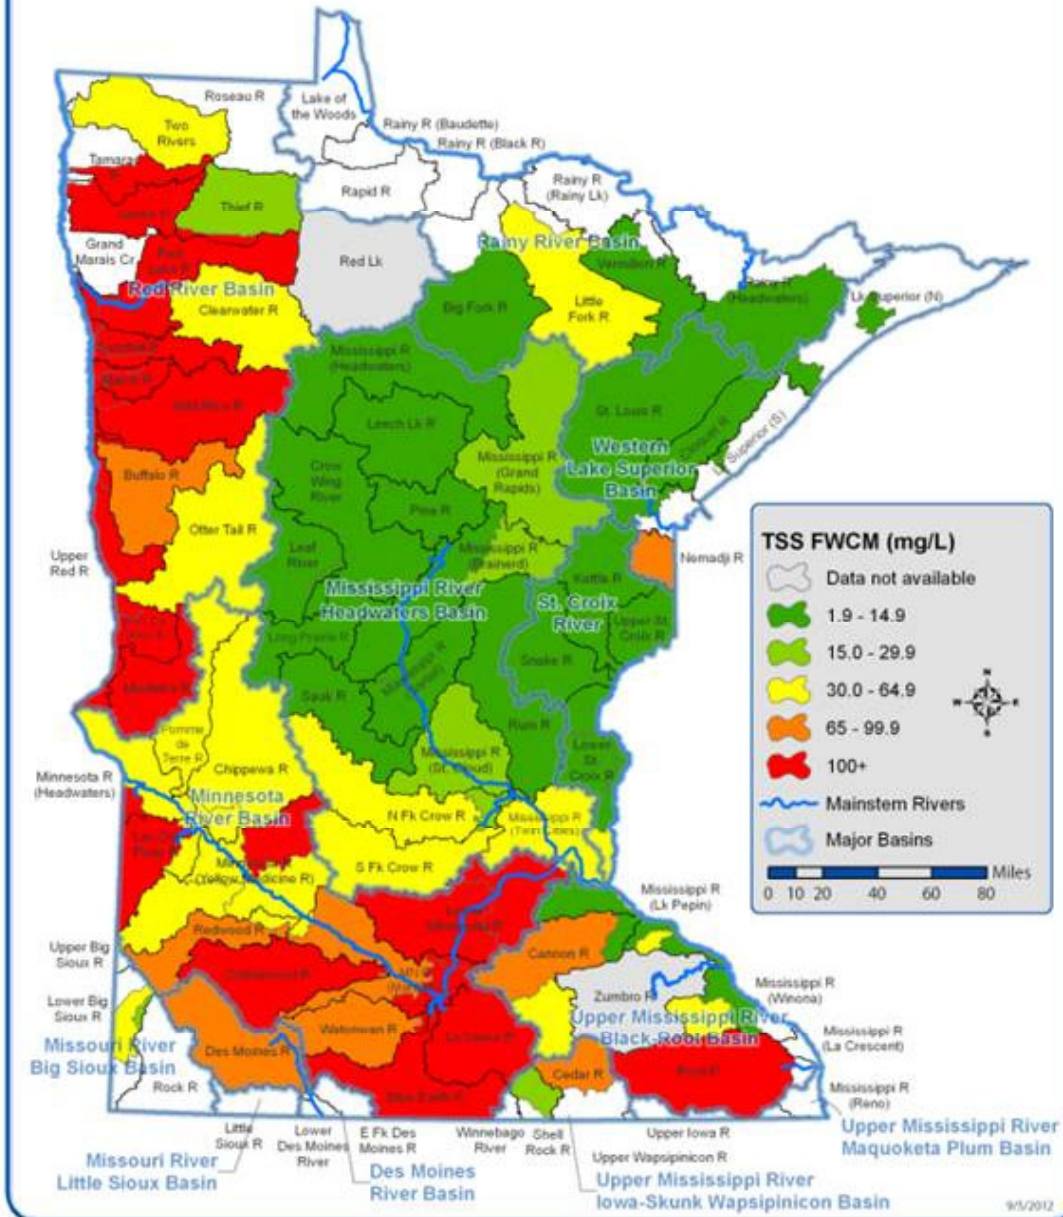 Roseau R
Lake of
the Woods
Two
Rivers
Rainy R (Baudette)
Rainy R (Black R)
Rapid R
Rainy R
(Rainy Lk)
Thief R
Grand
Marais Cr
Red Lk
Rainy River Basin
Vermilion R
(Headwaters)
Lk Superior (N)
Red River Basin
Clearwater R
Big Fork R
Little
Fork R
Mississippi R
(Headwaters)
Wild Rice R
Leech Lk R
St. Louis R
Cloquet R
Superior (S)
Western
Lake Superior
Basin
Mississippi R
(Grand
Rapids)
Crow
Wing
River
Buffalo R
Pine R
Otter Tail R
Upper
Red R
Leaf
River
Mississippi R
(Brainerd)
Nemadji R
Kettle R
Mississippi River
Headwaters Basin
St. Croix
River
Upper St.
Croix R
Long Prairie R
Snake R
Sauk R
Mustinka R
Rum R
Pomme
de
Terre R
Mississippi R
(St. Cloud)
Lower
St.
Croix R
Chippewa R
Minnesota R
(Headwaters)
Minnesota
River Basin
N Fk Crow R
Mississippi R
(Twin Cities)
S Fk Crow R
(Yellow Medicine R)
Mississippi R
(Lk Pepin)
Redwood R
Cannon R
Upper Big
Sioux R
Cottonwood R
Zumbro R
Mississippi R
(Winona)
Lower Big
Sioux R
Watonwan R
Upper Mississippi River
Black-Root Basin
Mississippi R
(La Crescent)
Missouri River
Big Sioux Basin
Des Moines R
Cedar R
Rock R
Blue Earth R
Mississippi R
(Reno)
Little
Sioux R
Lower
Des Moines
River
E Fk Des
Moines R
Winnebago
River
Shell
Rock R
Upper Iowa R
Upper Wapsipinicon R
Upper Mississippi River
Maquoketa Plum Basin
Missouri River
Little Sioux Basin
Des Moines
River Basin
Upper Mississippi River
Iowa-Skunk Wapsipinicon Basin
TSS FWCM (mg/L)
Data not available
1.9 - 14.9
15.0 - 29.9
30.0 - 64.9
65 - 99.9
100+
Mainstem Rivers
Major Basins
N
W E
S
Miles
0 10 20 40 60 80
9/5/2012